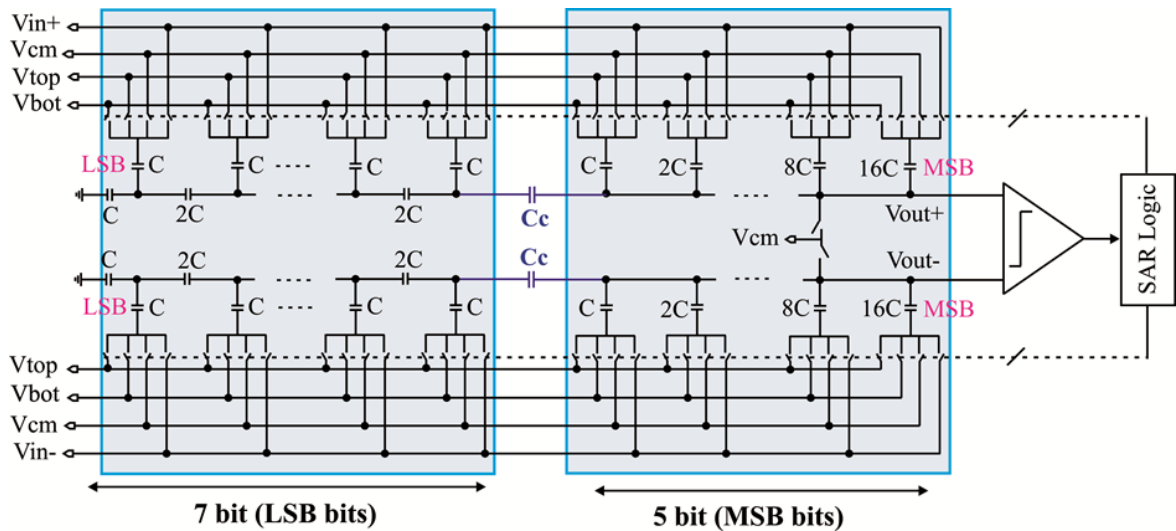 Vin+
Vcm
Vtop
Vbot
LSB C C C C C 2C 8C 16C MSB
C 2C 2C Cc Vout+
Vcm
SAR Logic
C 2C 2C Cc Vout-
LSB C C C C C 2C 8C 16C MSB
Vtop
Vbot
Vcm
Vin-
7 bit (LSB bits) 5 bit (MSB bits)